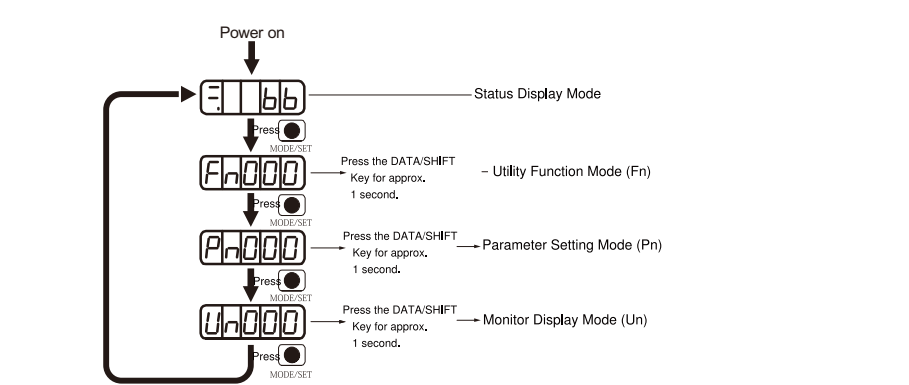 Power on
bb
Status Display Mode
Press
MODE/SET
Fn000
Press the DATA/SHIFT
Key for approx.
1 second.
– Utility Function Mode (Fn)
Press
MODE/SET
Pn000
Press the DATA/SHIFT
Key for approx.
1 second.
Parameter Setting Mode (Pn)
Press
MODE/SET
Un000
Press the DATA/SHIFT
Key for approx.
1 second.
Monitor Display Mode (Un)
Press
MODE/SET